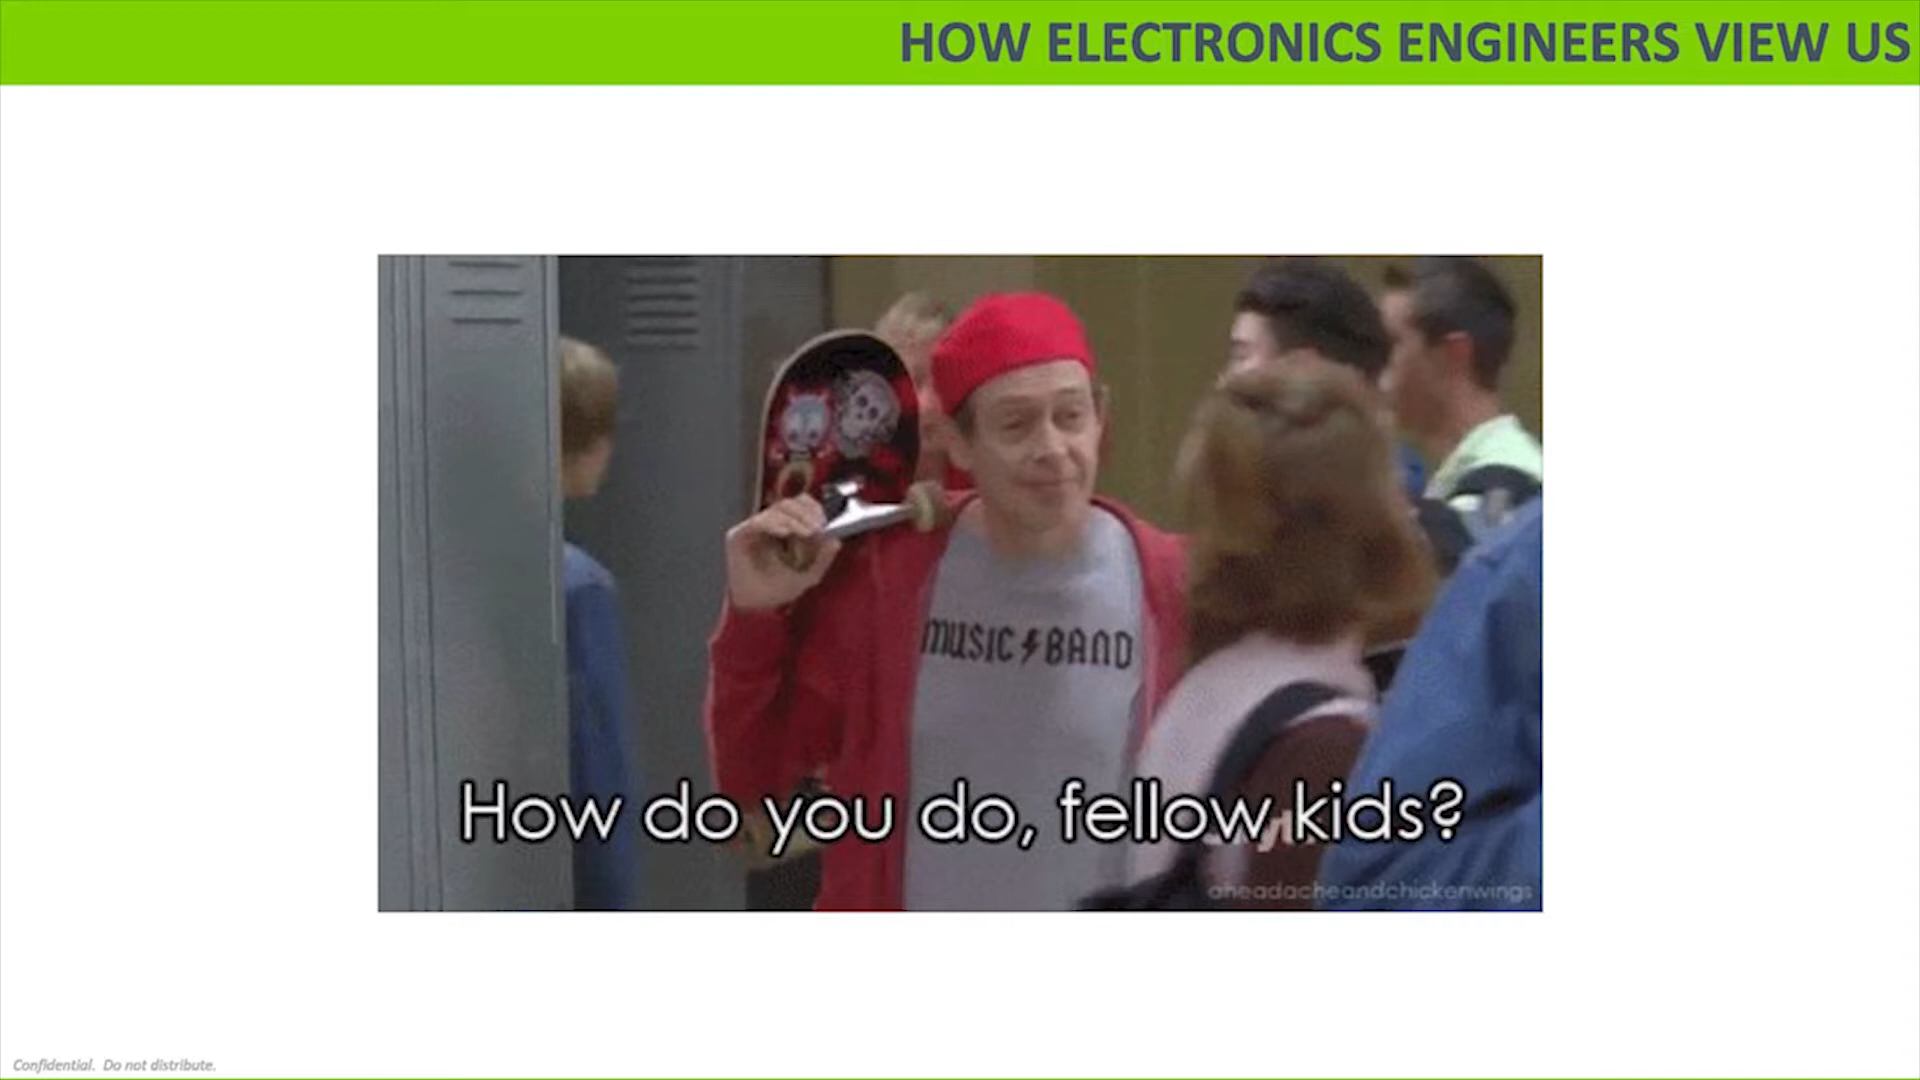 HOW ELECTRONICS ENGINEERS VIEW US
MUSIC BAND
How do you do, fellow kids?
aheadacheandchickenwings
Confidential. Do not distribute.